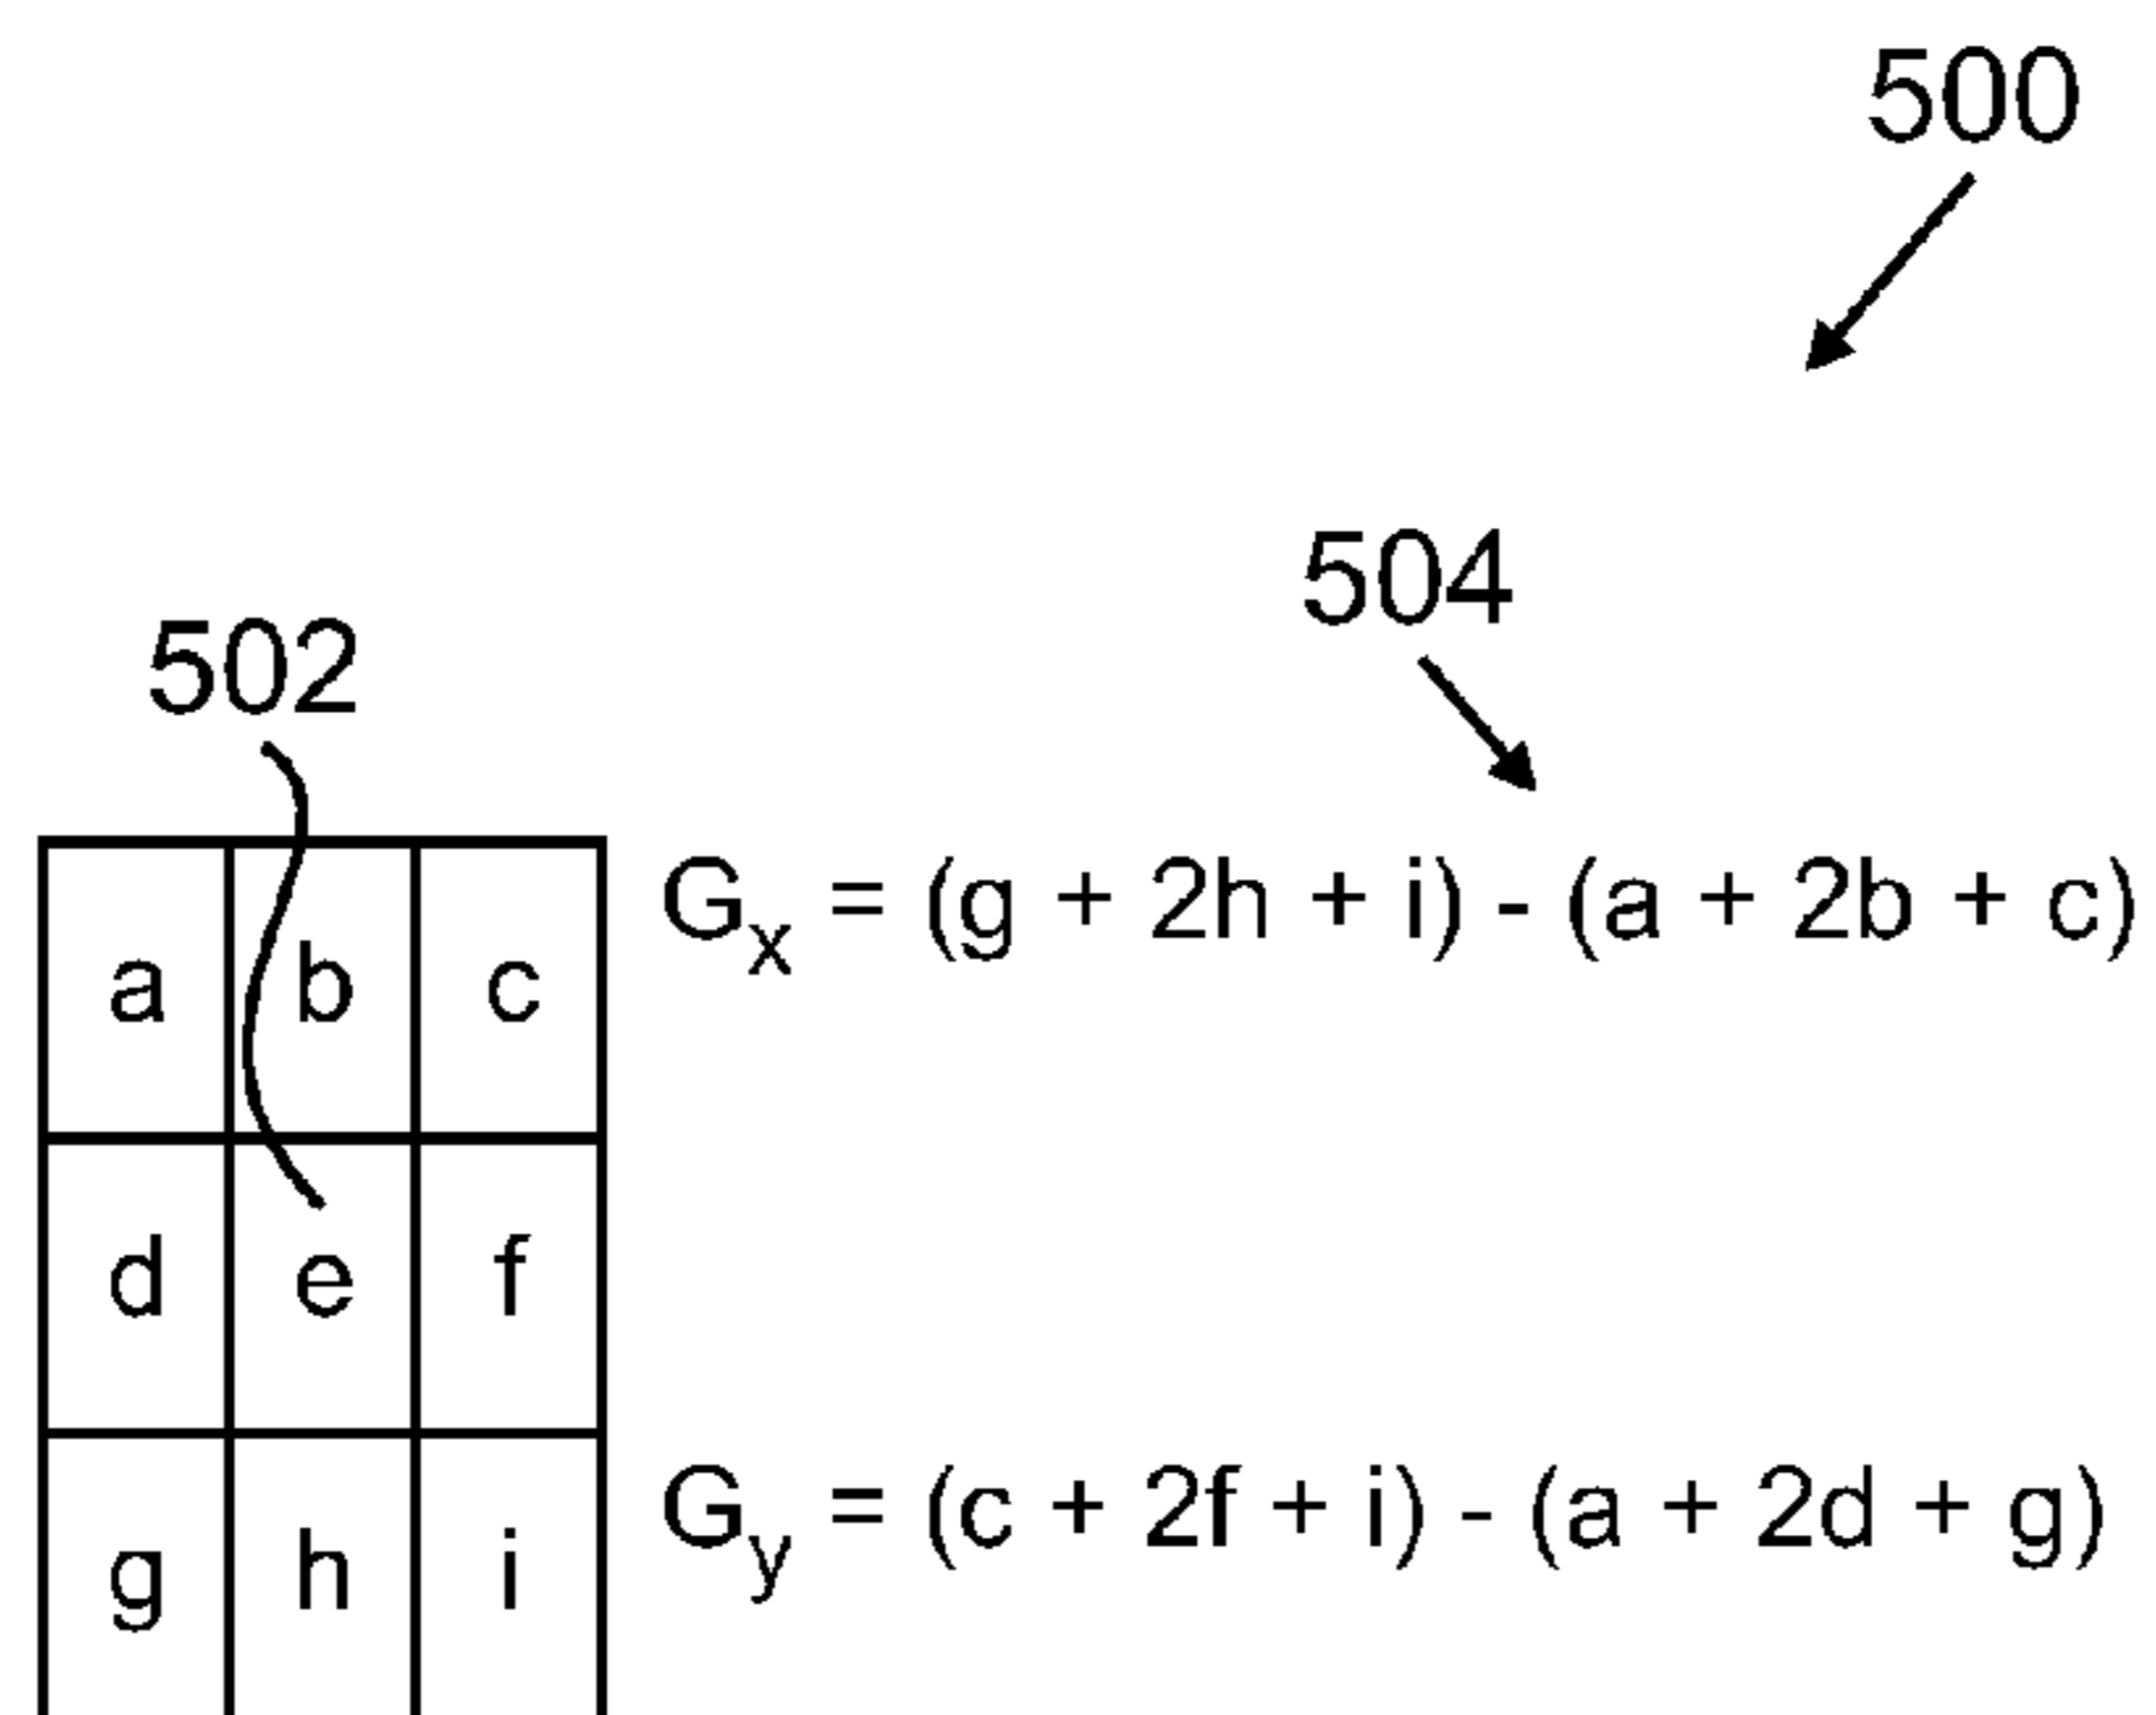 500
504
502
a b c
Gx = (g + 2h + i) - (a + 2b + c)
d e f
g h i
Gy = (c + 2f + i) - (a + 2d + g)